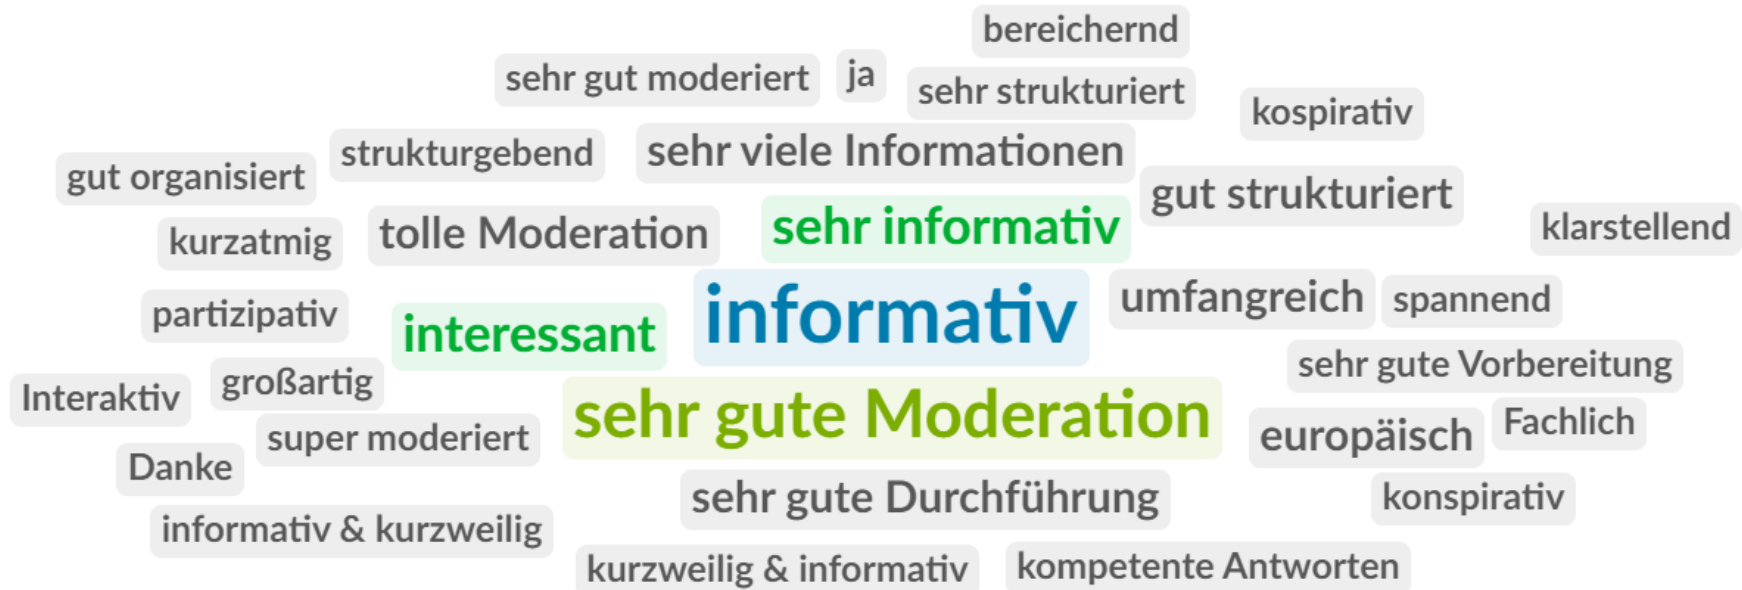 bereichernd
sehr gut moderiert
ja
sehr strukturiert
kospirativ
strukturgebend
sehr viele Informationen
gut organisiert
gut strukturiert
kurzatmig
tolle Moderation
sehr informativ
klarstellend
partizipativ
interessant
informativ
umfangreich
spannend
Interaktiv
großartig
sehr gute Vorbereitung
super moderiert
sehr gute Moderation
europäisch
Fachlich
Danke
sehr gute Durchführung
konspirativ
informativ & kurzweilig
kurzweilig & informativ
kompetente Antworten